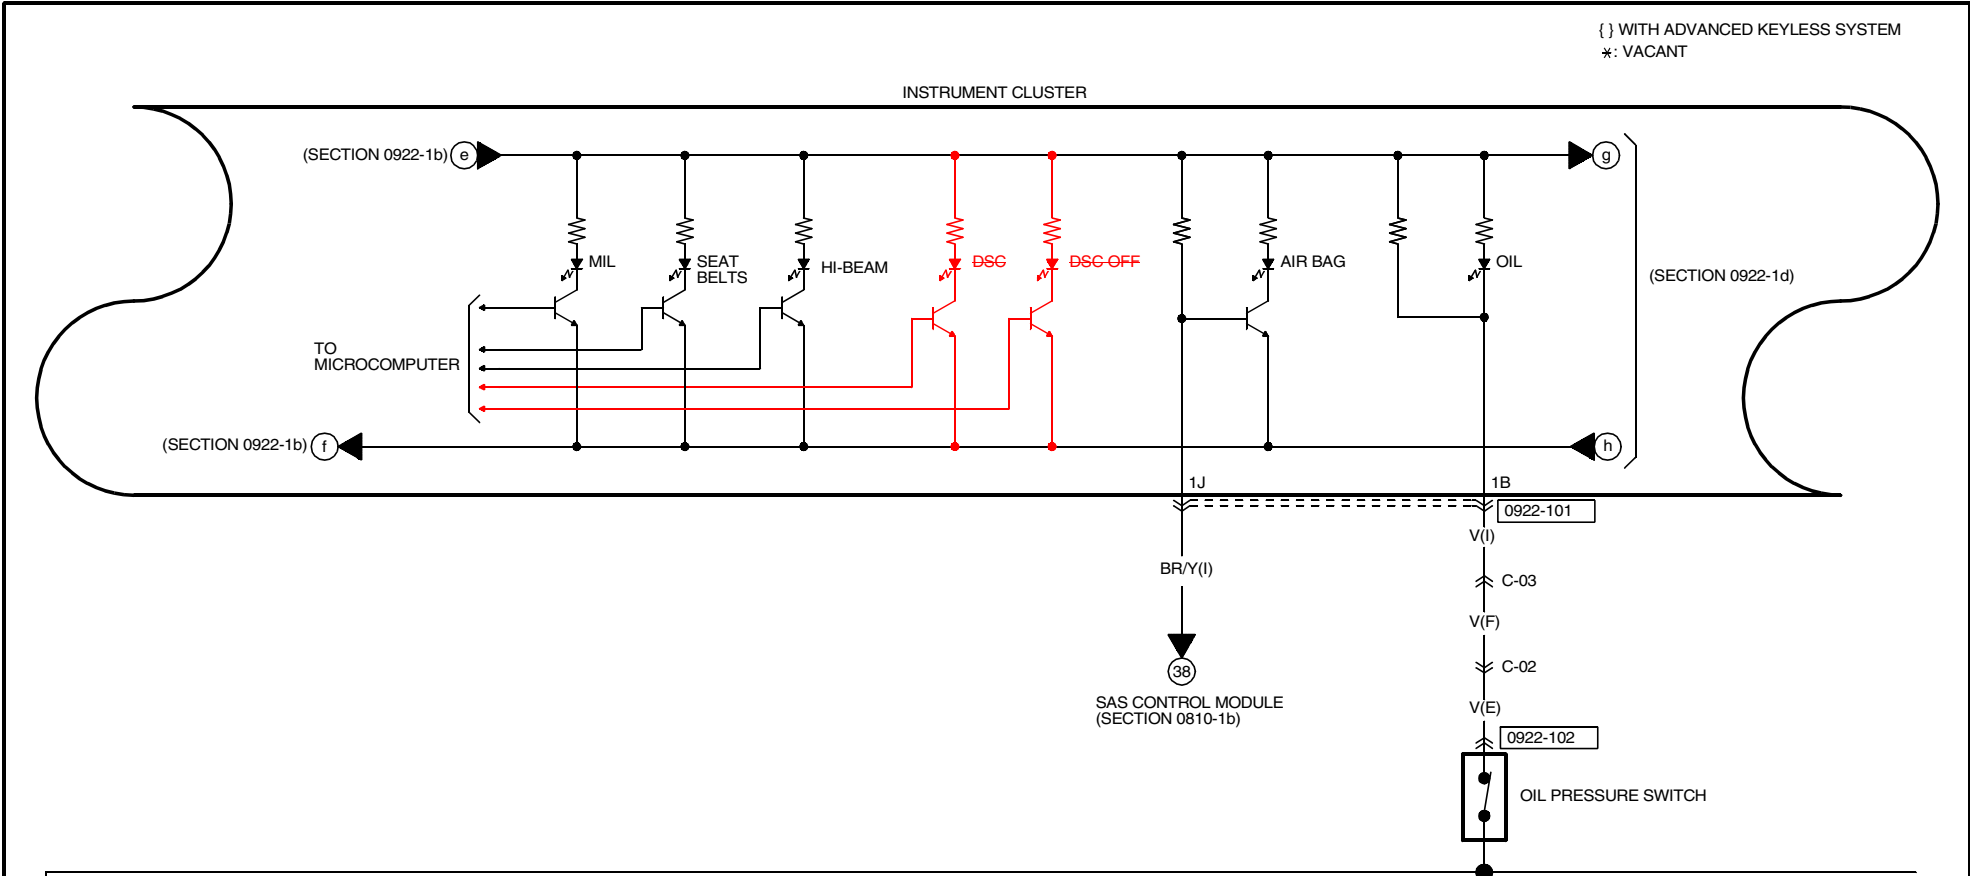 { } WITH ADVANCED KEYLESS SYSTEM
*: VACANT
INSTRUMENT CLUSTER
(SECTION 0922-1b) e
g
MIL
SEAT
BELTS
HI-BEAM
DSC
DSC OFF
AIR BAG
OIL
(SECTION 0922-1d)
TO
MICROCOMPUTER
(SECTION 0922-1b) f
h
1J
1B
0922-101
V(I)
BR/Y(I)
C-03
V(F)
C-02
38
SAS CONTROL MODULE
(SECTION 0810-1b)
V(E)
0922-102
OIL PRESSURE SWITCH